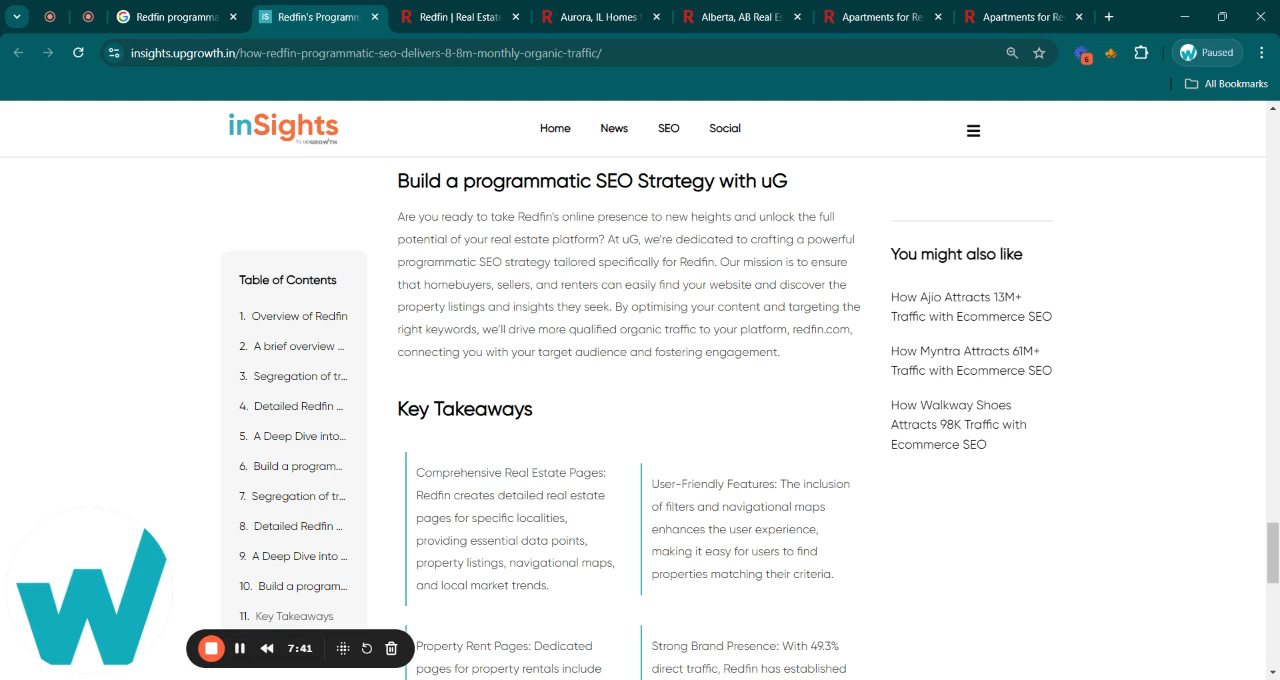 Redfin programma
Redfin's Programm
Redfin | Real Estate
Aurora, IL Homes f
Alberta, AB Real E
Apartments for Re
Apartments for Re
insights.upgrowth.in/how-redfin-programmatic-seo-delivers-8-8m-monthly-organic-traffic/
6
Paused
All Bookmarks
inSights
by upGROWTH
Home
News
SEO
Social
Build a programmatic SEO Strategy with uG
Are you ready to take Redfin's online presence to new heights and unlock the full
potential of your real estate platform? At uG, we're dedicated to crafting a powerful
programmatic SEO strategy tailored specifically for Redfin. Our mission is to ensure
that homebuyers, sellers, and renters can easily find your website and discover the
property listings and insights they seek. By optimising your content and targeting the
right keywords, we'll drive more qualified organic traffic to your platform, redfin.com,
connecting you with your target audience and fostering engagement.
Table of Contents
1. Overview of Redfin
2. A brief overview ...
3. Segregation of tr...
4. Detailed Redfin ...
5. A Deep Dive into...
6. Build a program...
7. Segregation of tr...
8. Detailed Redfin ...
9. A Deep Dive into ...
10. Build a program...
11. Key Takeaways
Key Takeaways
Comprehensive Real Estate Pages:
Redfin creates detailed real estate
pages for specific localities,
providing essential data points,
property listings, navigational maps,
and local market trends.
User-Friendly Features: The inclusion
of filters and navigational maps
enhances the user experience,
making it easy for users to find
properties matching their criteria.
Property Rent Pages: Dedicated
pages for property rentals include
Strong Brand Presence: With 49.3%
direct traffic, Redfin has established
You might also like
How Ajio Attracts 13M+
Traffic with Ecommerce SEO
How Myntra Attracts 61M+
Traffic with Ecommerce SEO
How Walkway Shoes
Attracts 98K Traffic with
Ecommerce SEO
7:41